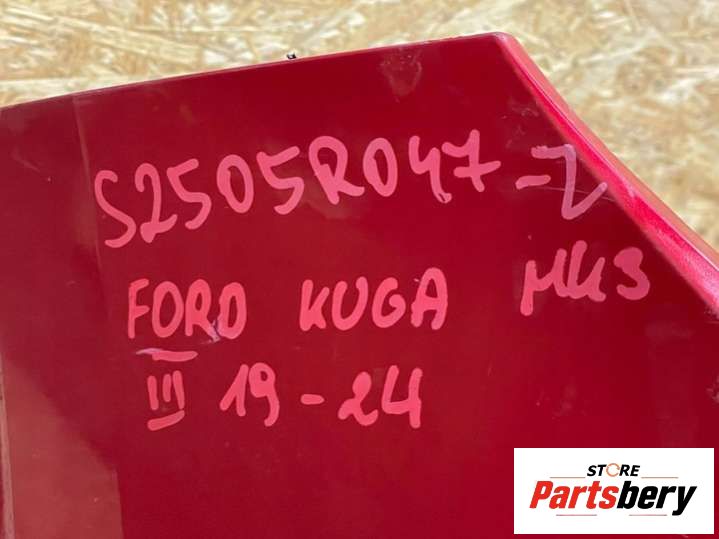 S2505R047-Z
FORD KUGA MK3
III 19-24
STORE
Partsbery